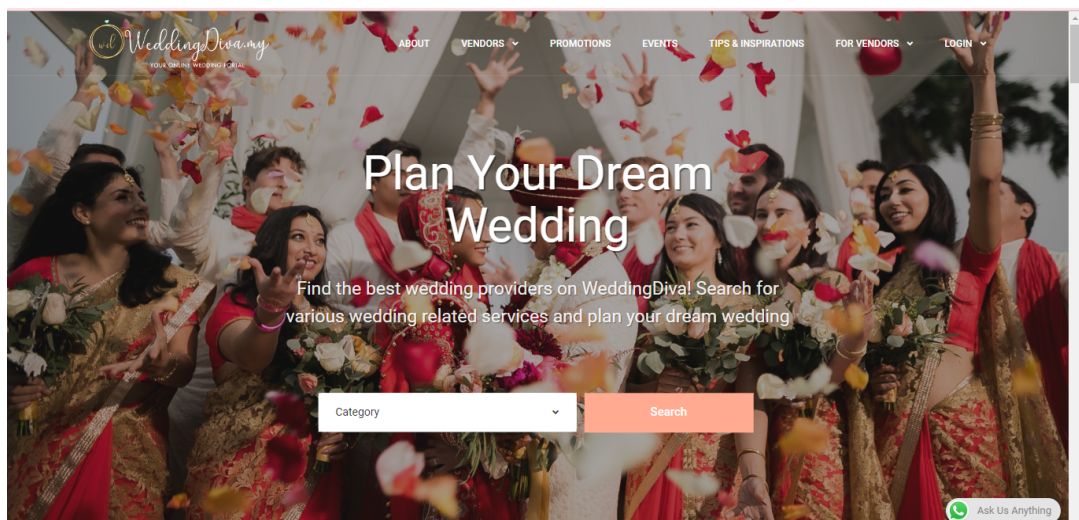 wd
WeddingDiva.my
YOUR ONLINE WEDDING PORTAL
ABOUT
VENDORS
PROMOTIONS
EVENTS
TIPS & INSPIRATIONS
FOR VENDORS
LOGIN
Plan Your Dream
Wedding
Find the best wedding providers on WeddingDiva! Search for
various wedding related services and plan your dream wedding
Category
Search
Ask Us Anything